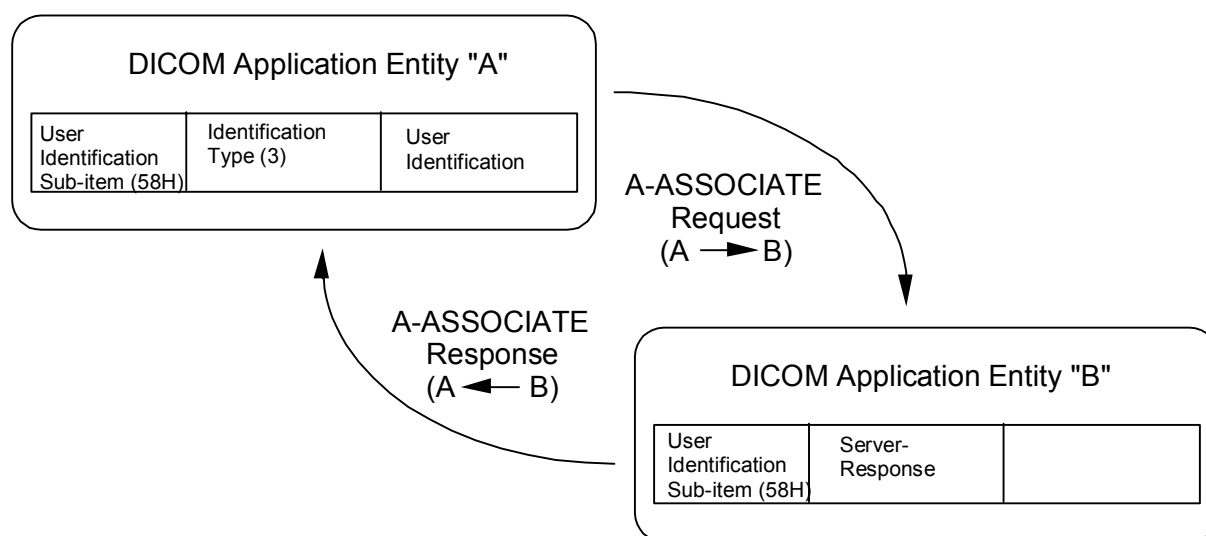 DICOM Application Entity "A"
User
Identification
Sub-item (58H)
Identification
Type (3)
User
Identification
A-ASSOCIATE
Request
(A → B)
A-ASSOCIATE
Response
(A ← B)
DICOM Application Entity "B"
User
Identification
Sub-item (58H)
Server-
Response